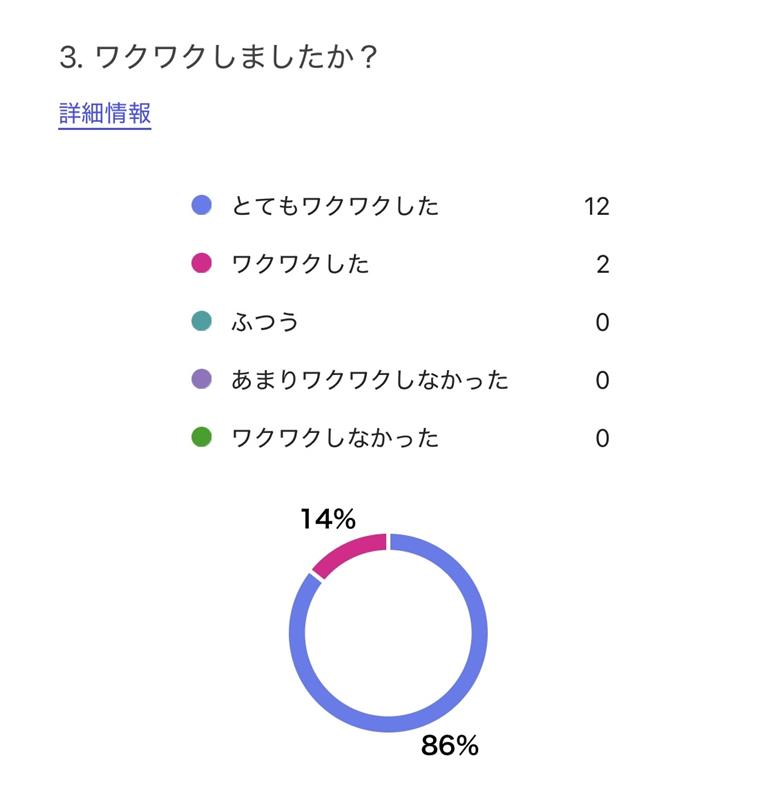 3. ワクワクしましたか？
詳細情報
とてもワクワクした 12
ワクワクした 2
ふつう 0
あまりワクワクしなかった 0
ワクワクしなかった 0
14%
86%